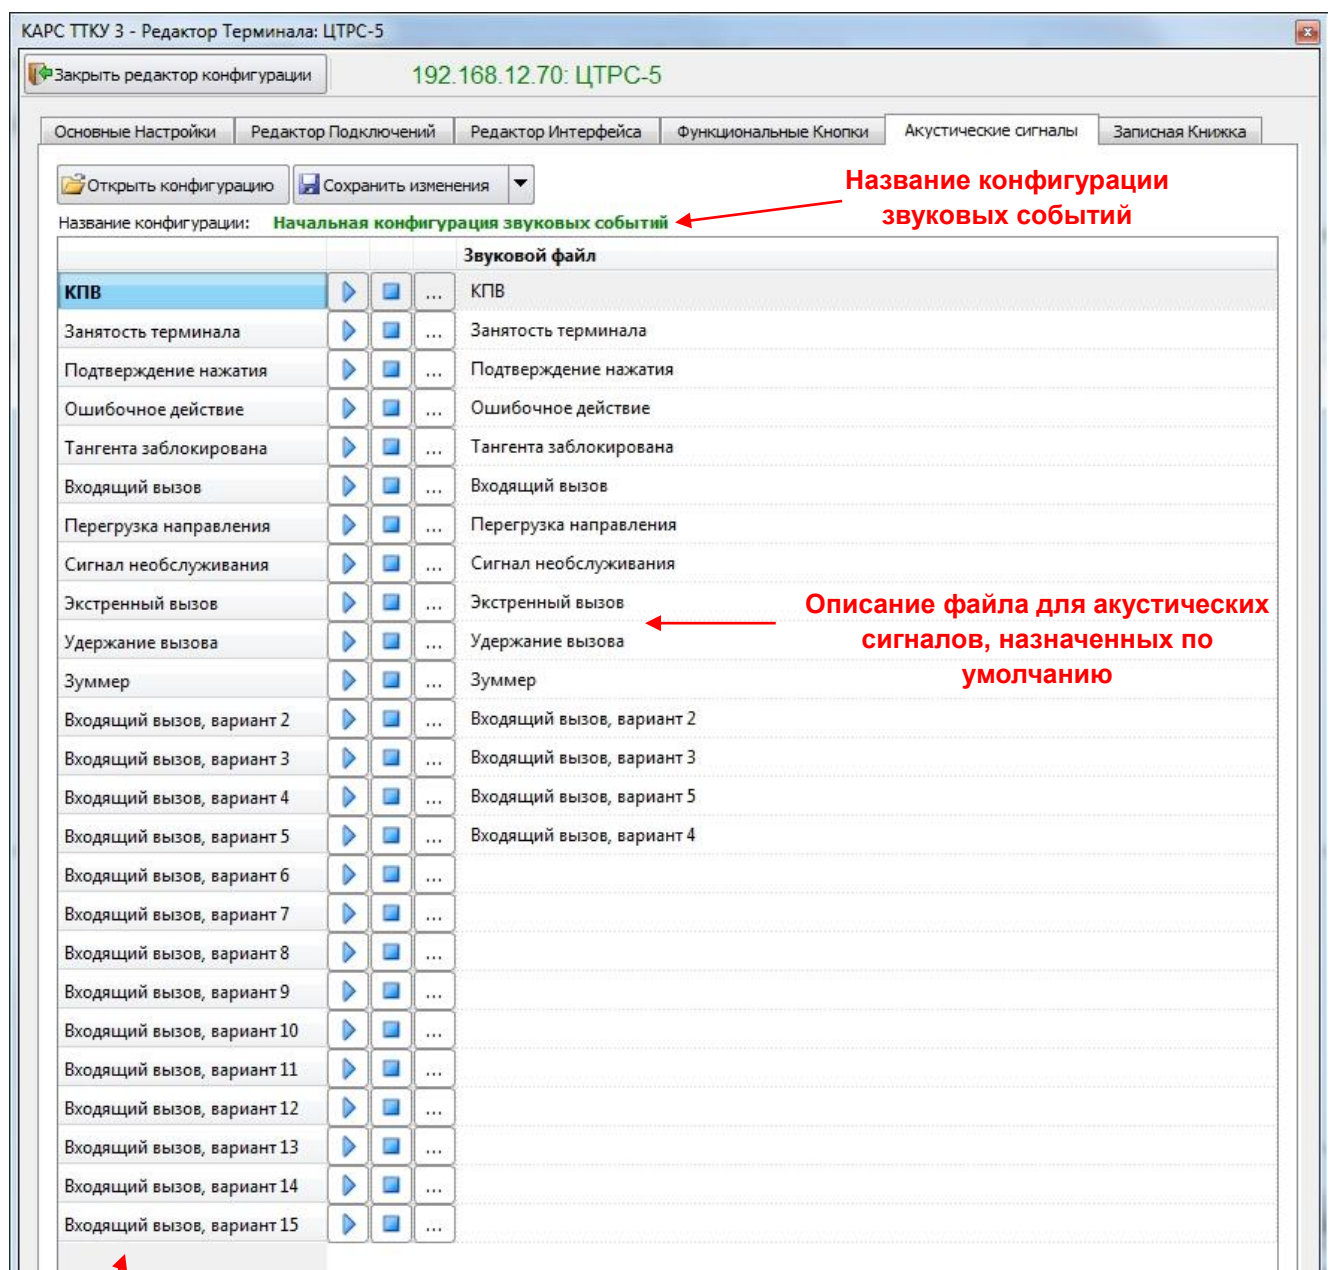 КАРС ТТКУ 3 - Редактор Терминала: ЦТРС-5
Закрыть редактор конфигурации
192.168.12.70: ЦТРС-5
Основные Настройки
Редактор Подключений
Редактор Интерфейса
Функциональные Кнопки
Акустические сигналы
Записная Книжка
Открыть конфигурацию
Сохранить изменения
Название конфигурации
звуковых событий
Название конфигурации: Начальная конфигурация звуковых событий
Звуковой файл
КПВ ... КПВ
Занятость терминала ... Занятость терминала
Подтверждение нажатия ... Подтверждение нажатия
Ошибочное действие ... Ошибочное действие
Тангента заблокирована ... Тангента заблокирована
Входящий вызов ... Входящий вызов
Перегрузка направления ... Перегрузка направления
Сигнал необслуживания ... Сигнал необслуживания
Экстренный вызов ... Экстренный вызов
Удержание вызова ... Удержание вызова
Зуммер ... Зуммер
Описание файла для акустических
сигналов, назначенных по
умолчанию
Входящий вызов, вариант 2 ... Входящий вызов, вариант 2
Входящий вызов, вариант 3 ... Входящий вызов, вариант 3
Входящий вызов, вариант 4 ... Входящий вызов, вариант 5
Входящий вызов, вариант 5 ... Входящий вызов, вариант 4
Входящий вызов, вариант 6 ...
Входящий вызов, вариант 7 ...
Входящий вызов, вариант 8 ...
Входящий вызов, вариант 9 ...
Входящий вызов, вариант 10 ...
Входящий вызов, вариант 11 ...
Входящий вызов, вариант 12 ...
Входящий вызов, вариант 13 ...
Входящий вызов, вариант 14 ...
Входящий вызов, вариант 15 ...